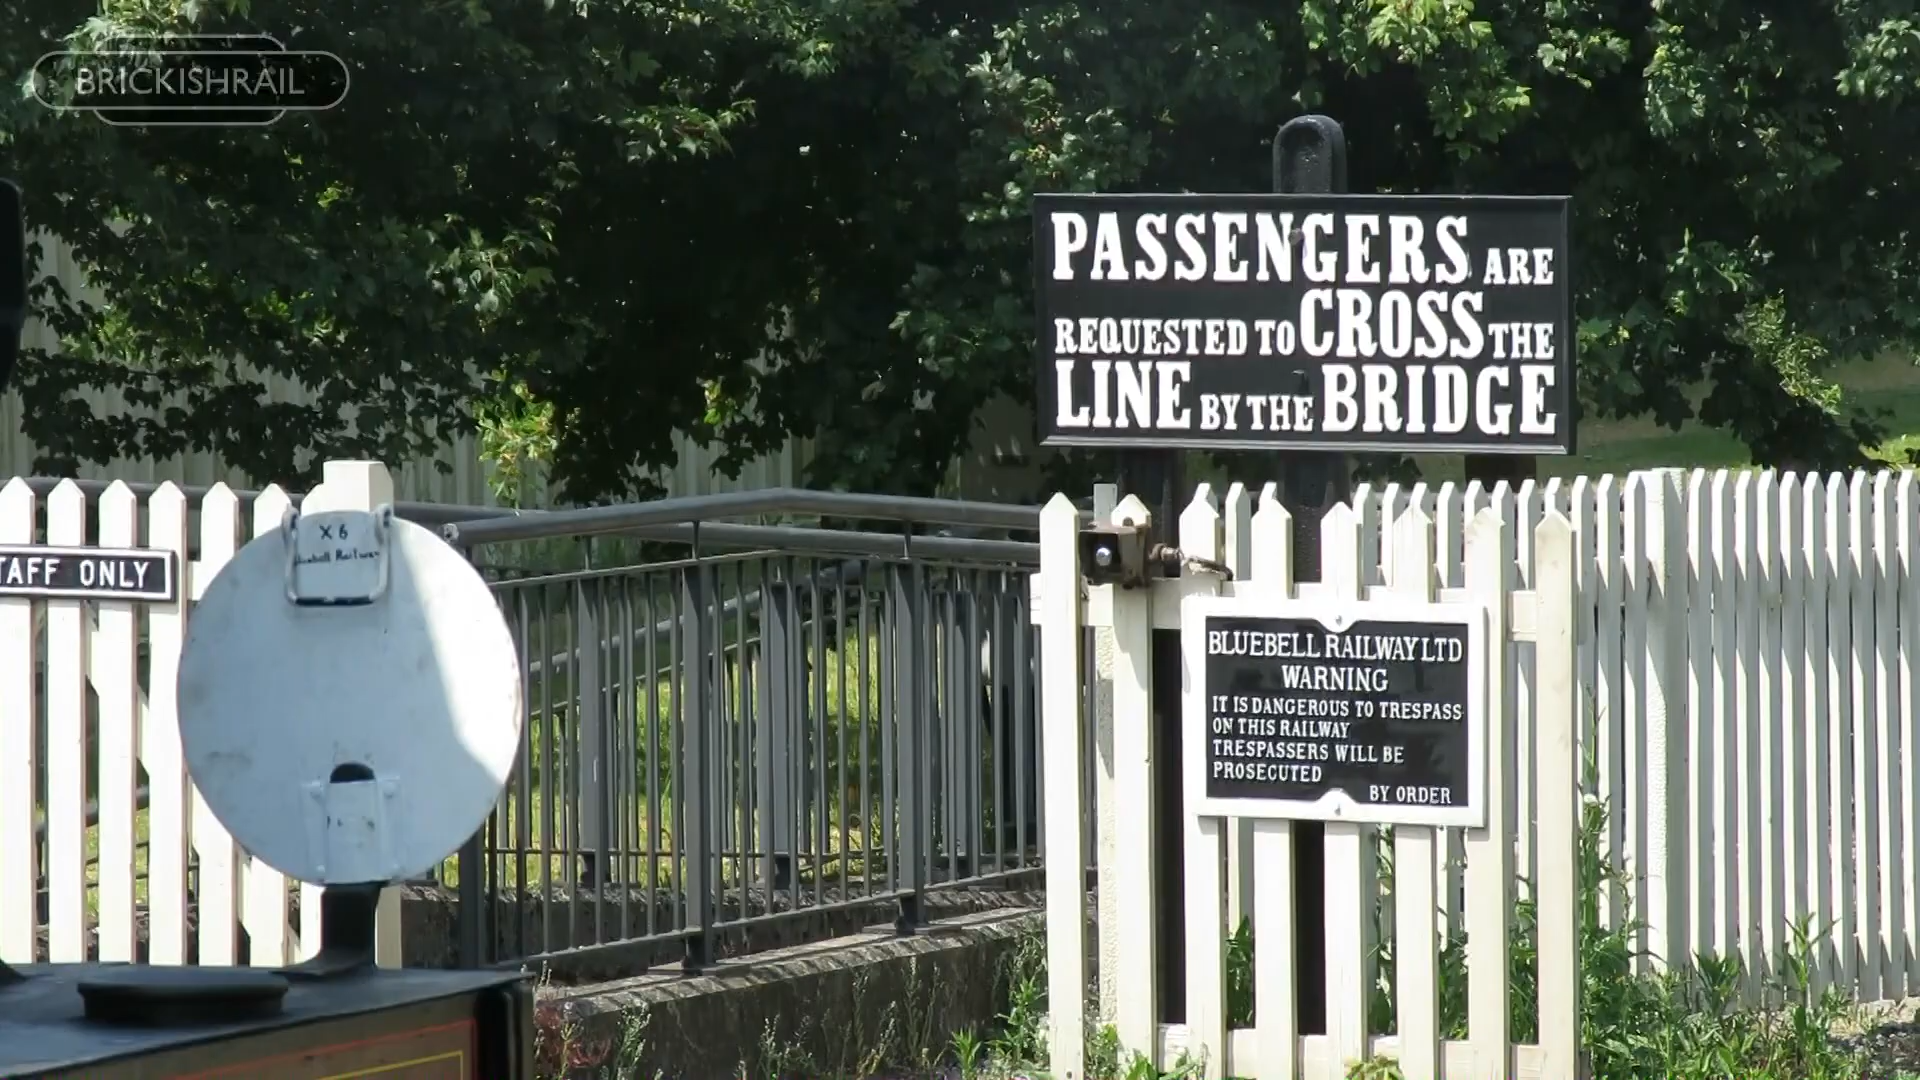 BRICKISHRAIL
PASSENGERS ARE
REQUESTED TO CROSS THE
LINE BY THE BRIDGE
X6
Railway
TAFF ONLY
BLUEBELL RAILWAY LTD
WARNING
IT IS DANGEROUS TO TRESPASS
ON THIS RAILWAY
TRESPASSERS WILL BE
PROSECUTED
BY ORDER